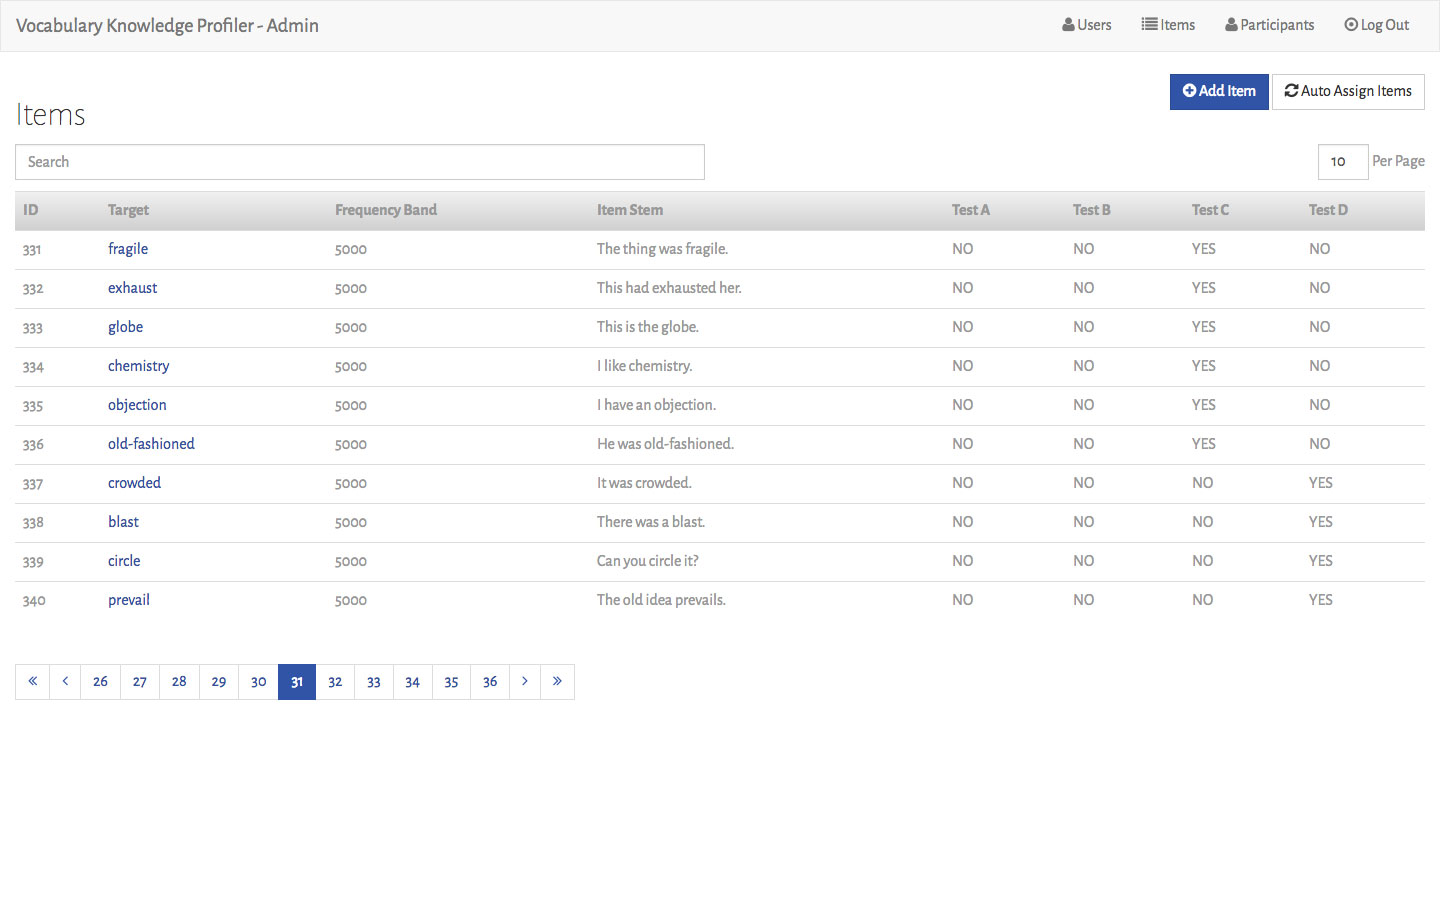 Vocabulary Knowledge Profiler - Admin Users Items Participants Log Out
Add Item Auto Assign Items
Items
Search 10 Per Page
ID Target Frequency Band Item Stem Test A Test B Test C Test D
331 fragile 5000 The thing was fragile. NO NO YES NO
332 exhaust 5000 This had exhausted her. NO NO YES NO
333 globe 5000 This is the globe. NO NO YES NO
334 chemistry 5000 I like chemistry. NO NO YES NO
335 objection 5000 I have an objection. NO NO YES NO
336 old-fashioned 5000 He was old-fashioned. NO NO YES NO
337 crowded 5000 It was crowded. NO NO NO YES
338 blast 5000 There was a blast. NO NO NO YES
339 circle 5000 Can you circle it? NO NO NO YES
340 prevail 5000 The old idea prevails. NO NO NO YES
« ‹ 26 27 28 29 30 31 32 33 34 35 36 › »